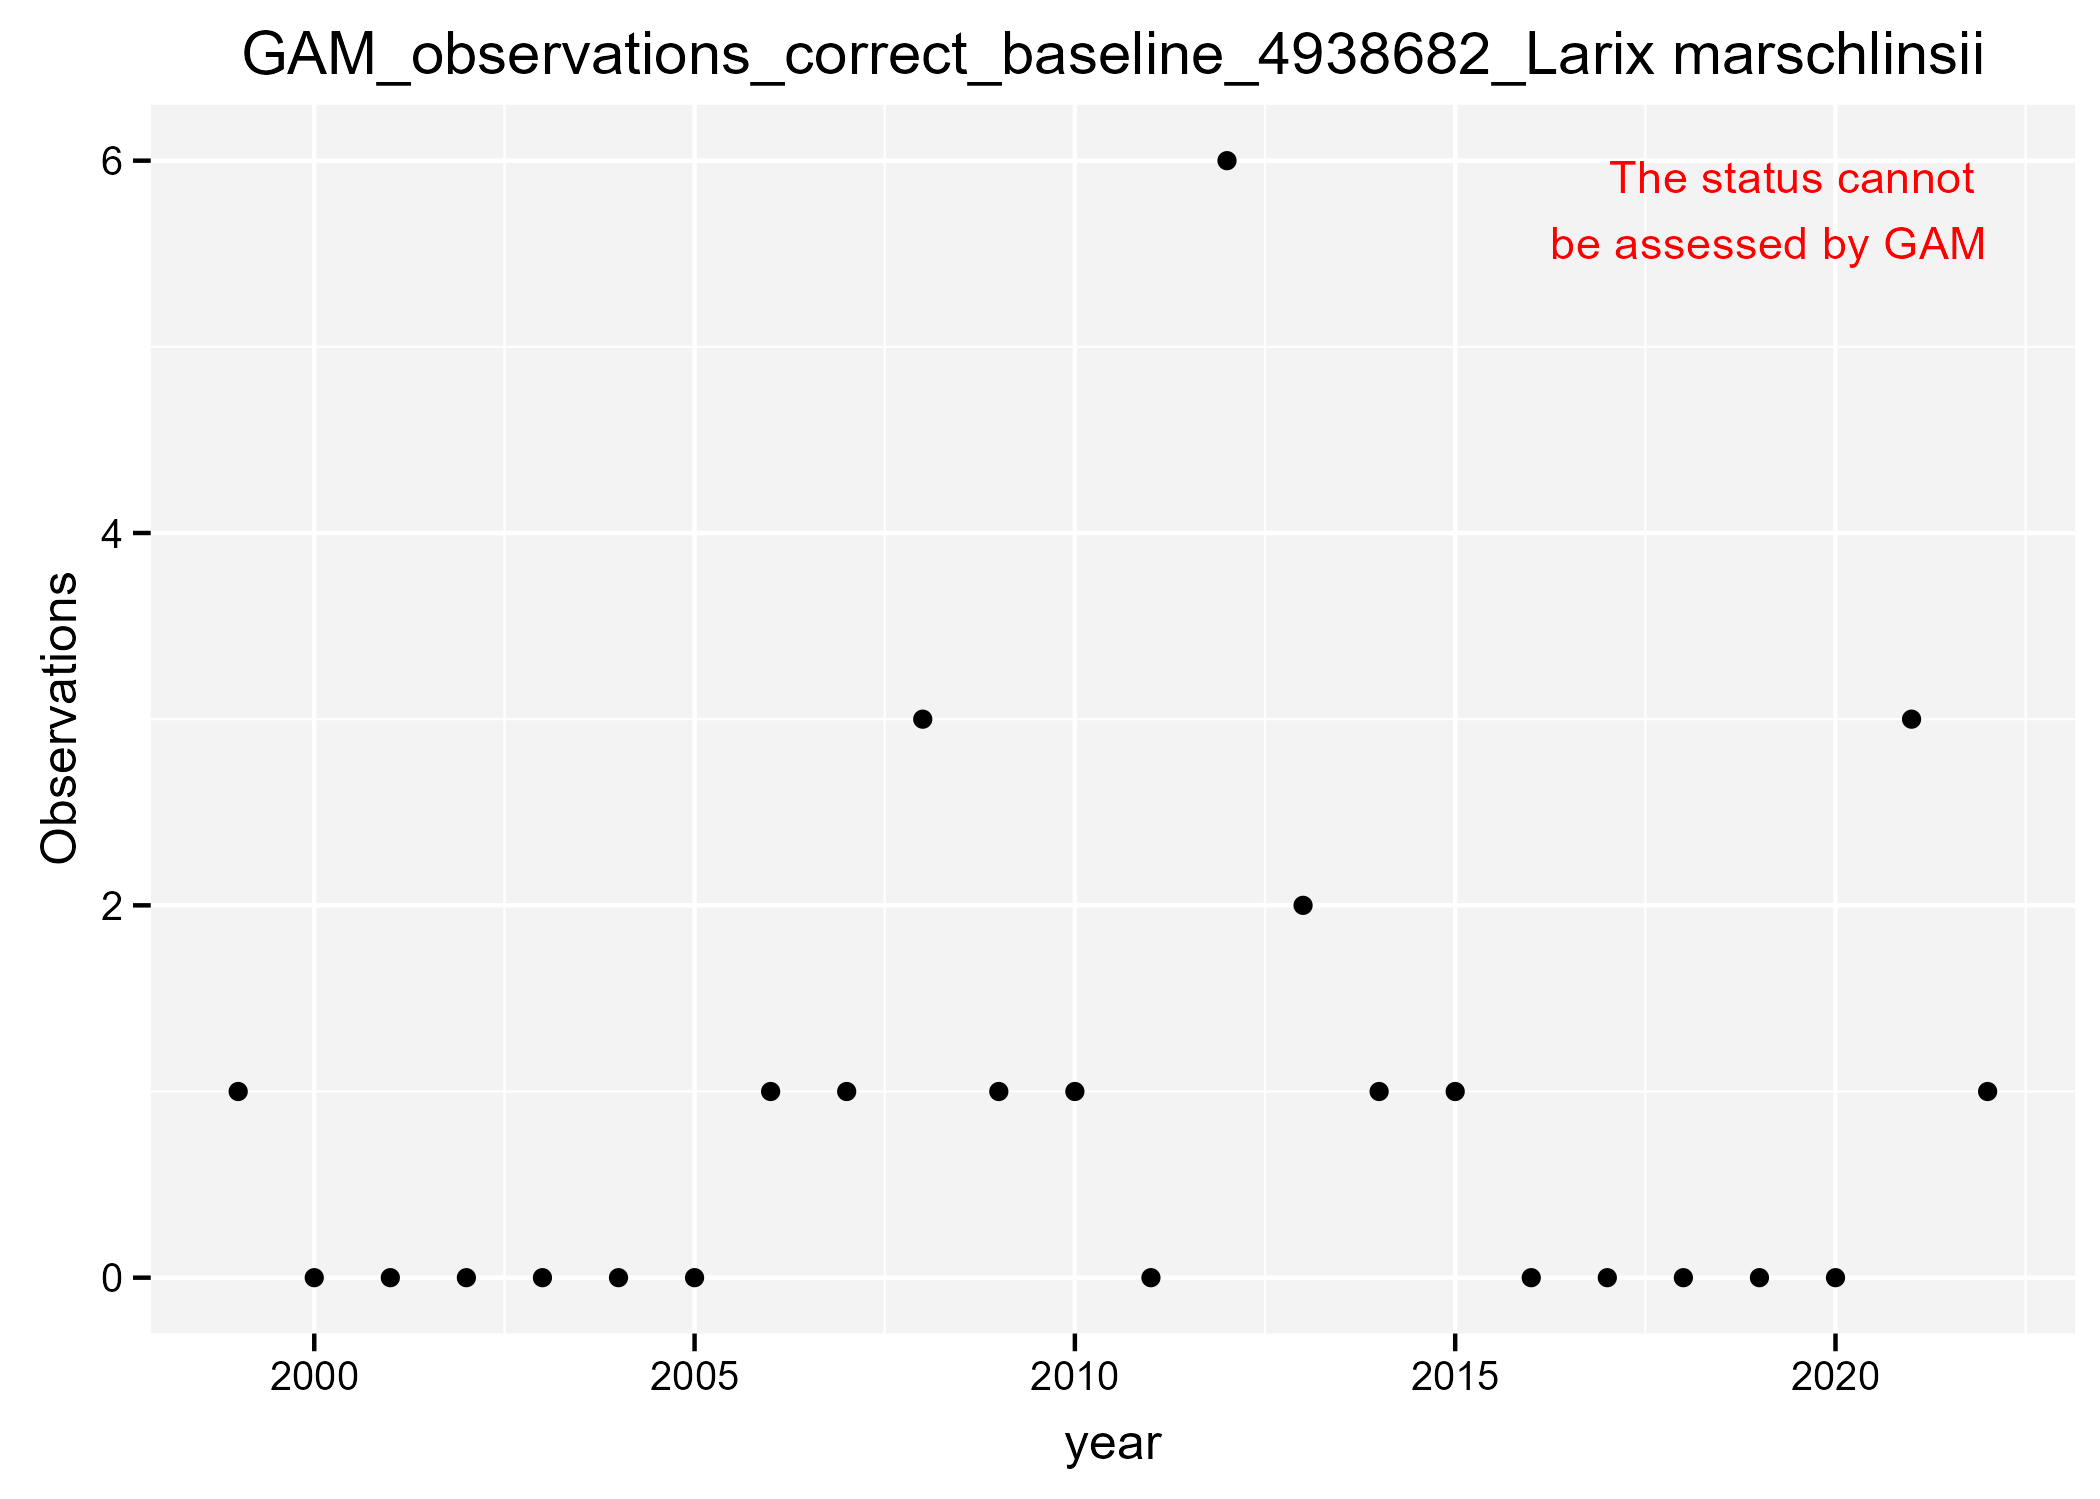 GAM_observations_correct_baseline_4938682_Larix marschlinsii
The status cannot
be assessed by GAM
Observations
6
4
2
0
2000 2005 2010 2015 2020
year